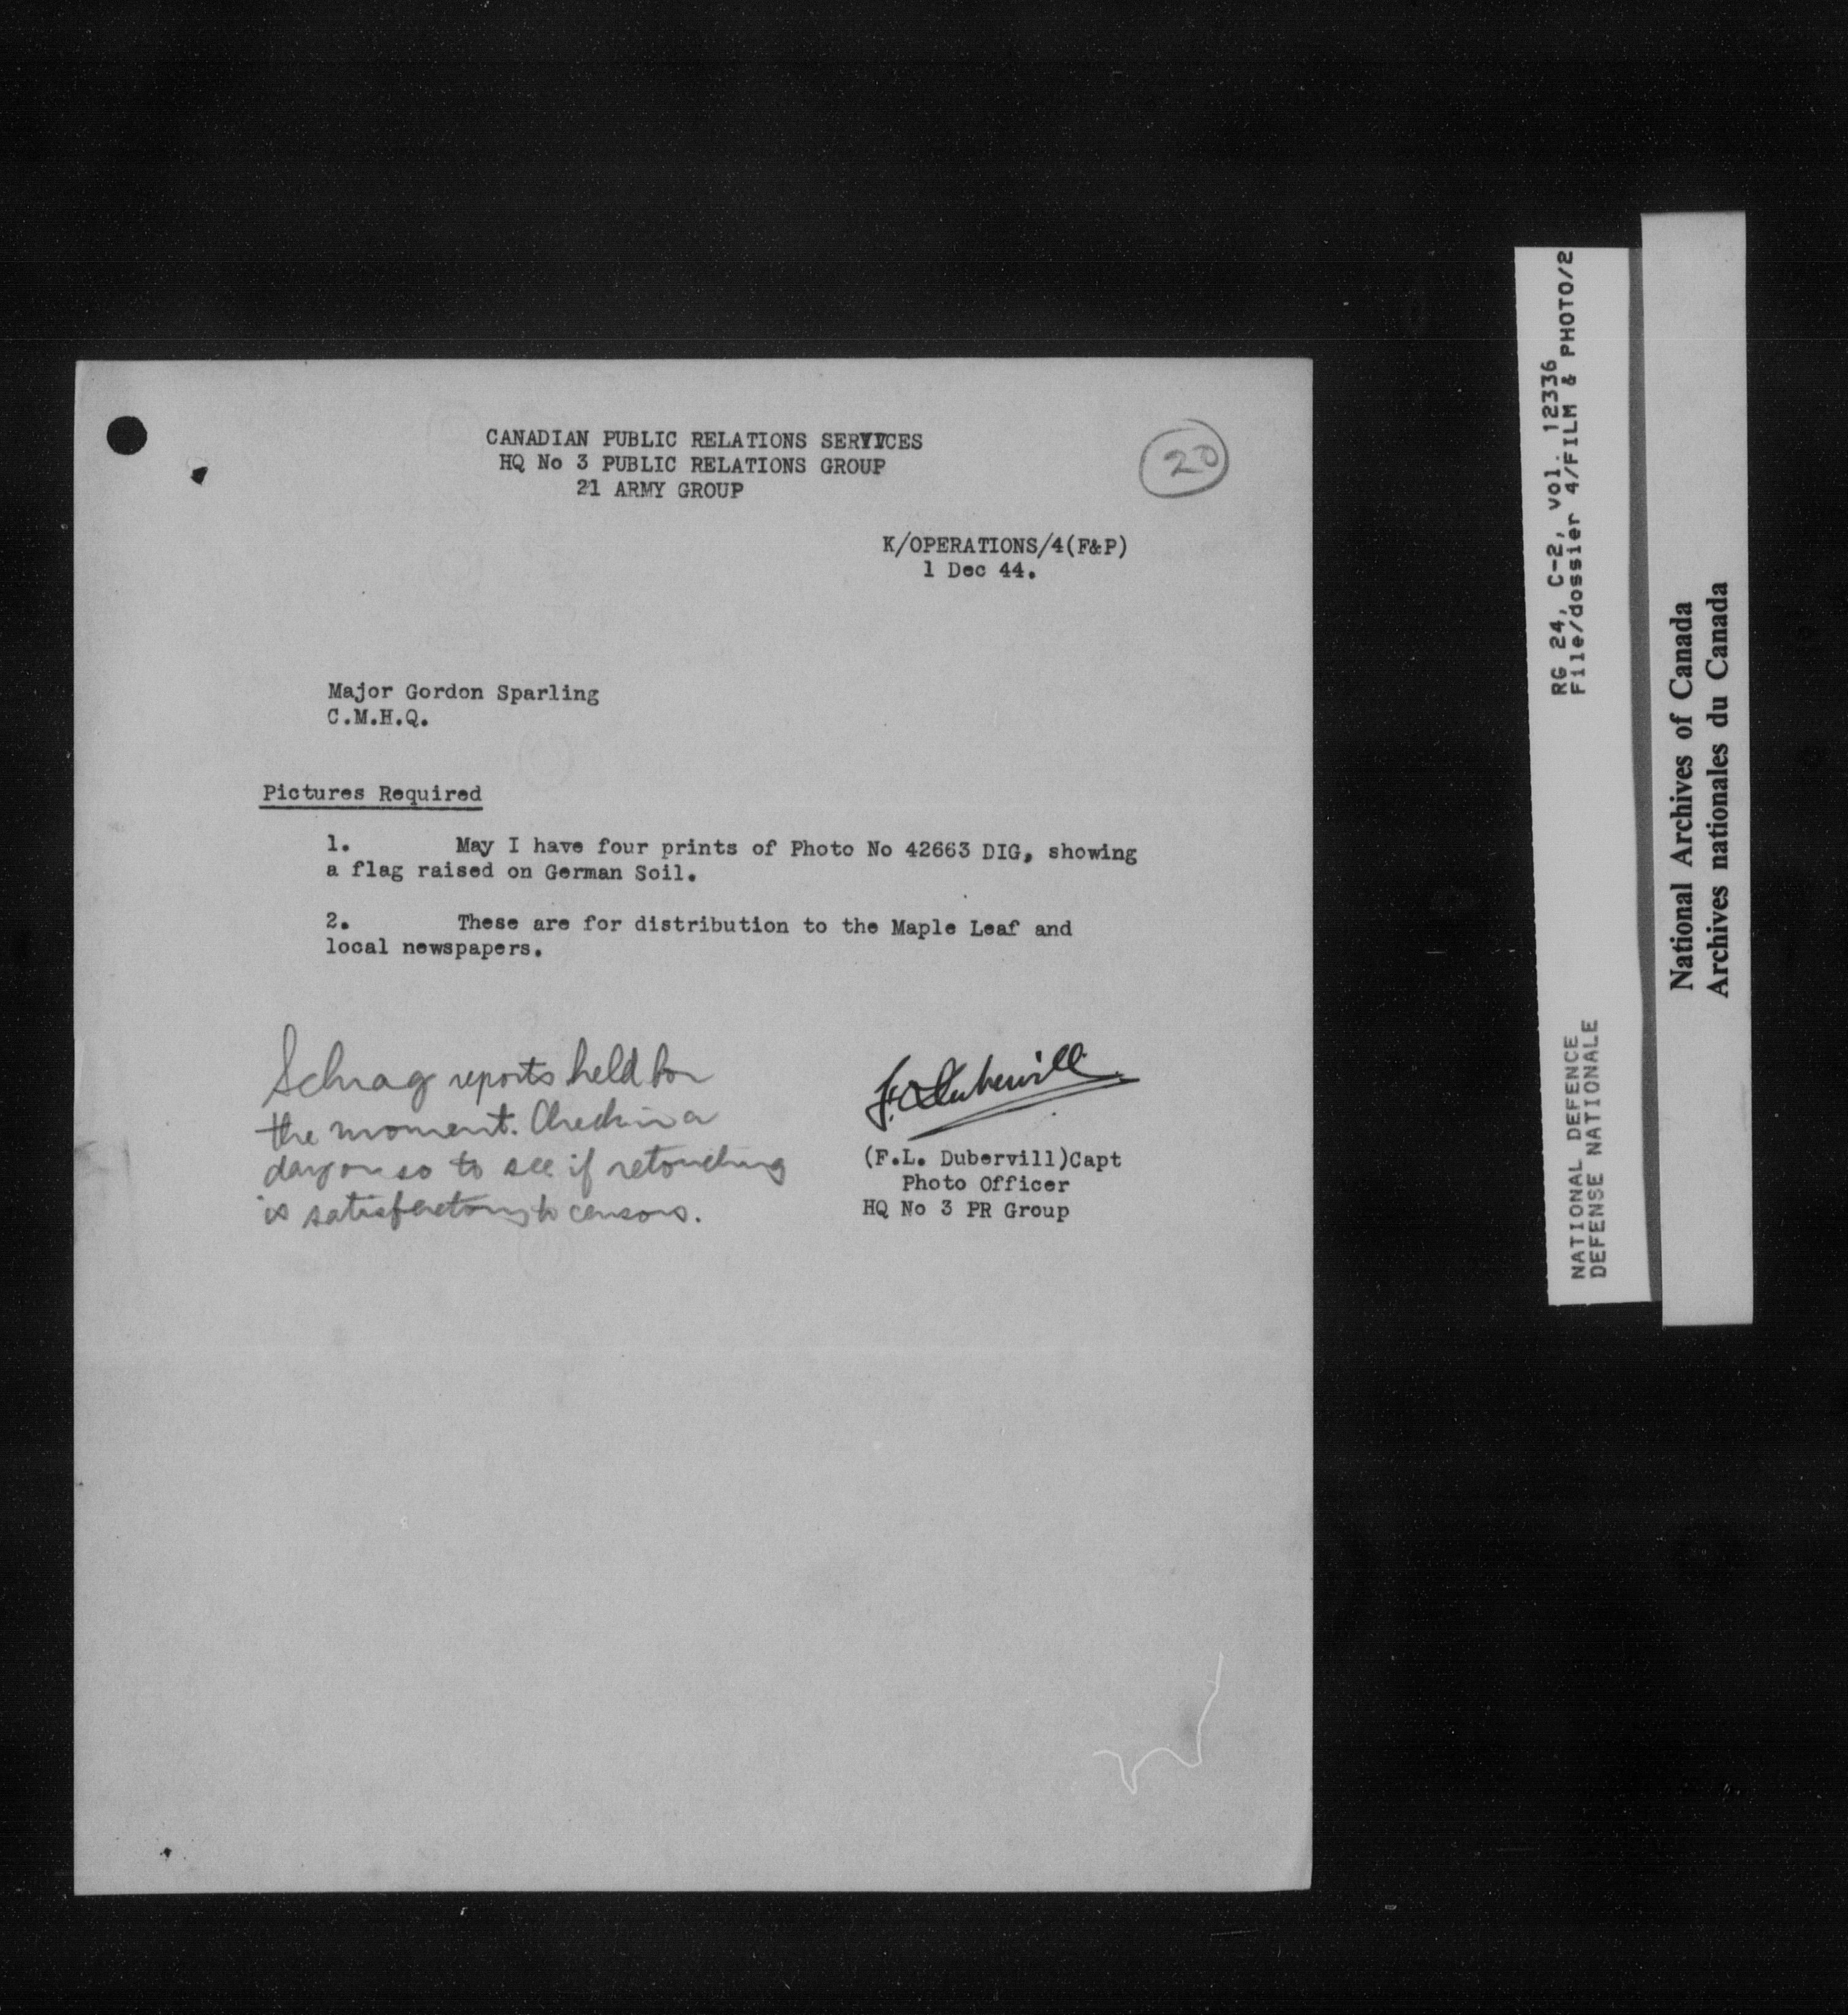 CANADIAN PUBLIC RELATIONS SERVICES
HQ No 3 PUBLIC RELATIONS GROUP
21 ARMY GROUP
20
K/OPERATIONS/4(F&P)
1 Dec 44.
Major Gordon Sparling
C.M.H.Q.
Pictures Required
1. May I have four prints of Photo No 42663 DIG, showing
a flag raised on German Soil.
2. These are for distribution to the Maple Leaf and
local newspapers.
Schrag reports held for
the moment. Check in a
day or so to see if retouching
is satisfactory to censors.
F.L. Dubervill
(F.L. Dubervill)Capt
Photo Officer
HQ No 3 PR Group
RG 24, C-2, vol. 12336
File/dossier 4/FILM & PHOTO/2
NATIONAL DEFENCE
DEFENSE NATIONALE
National Archives of Canada
Archives nationales du Canada